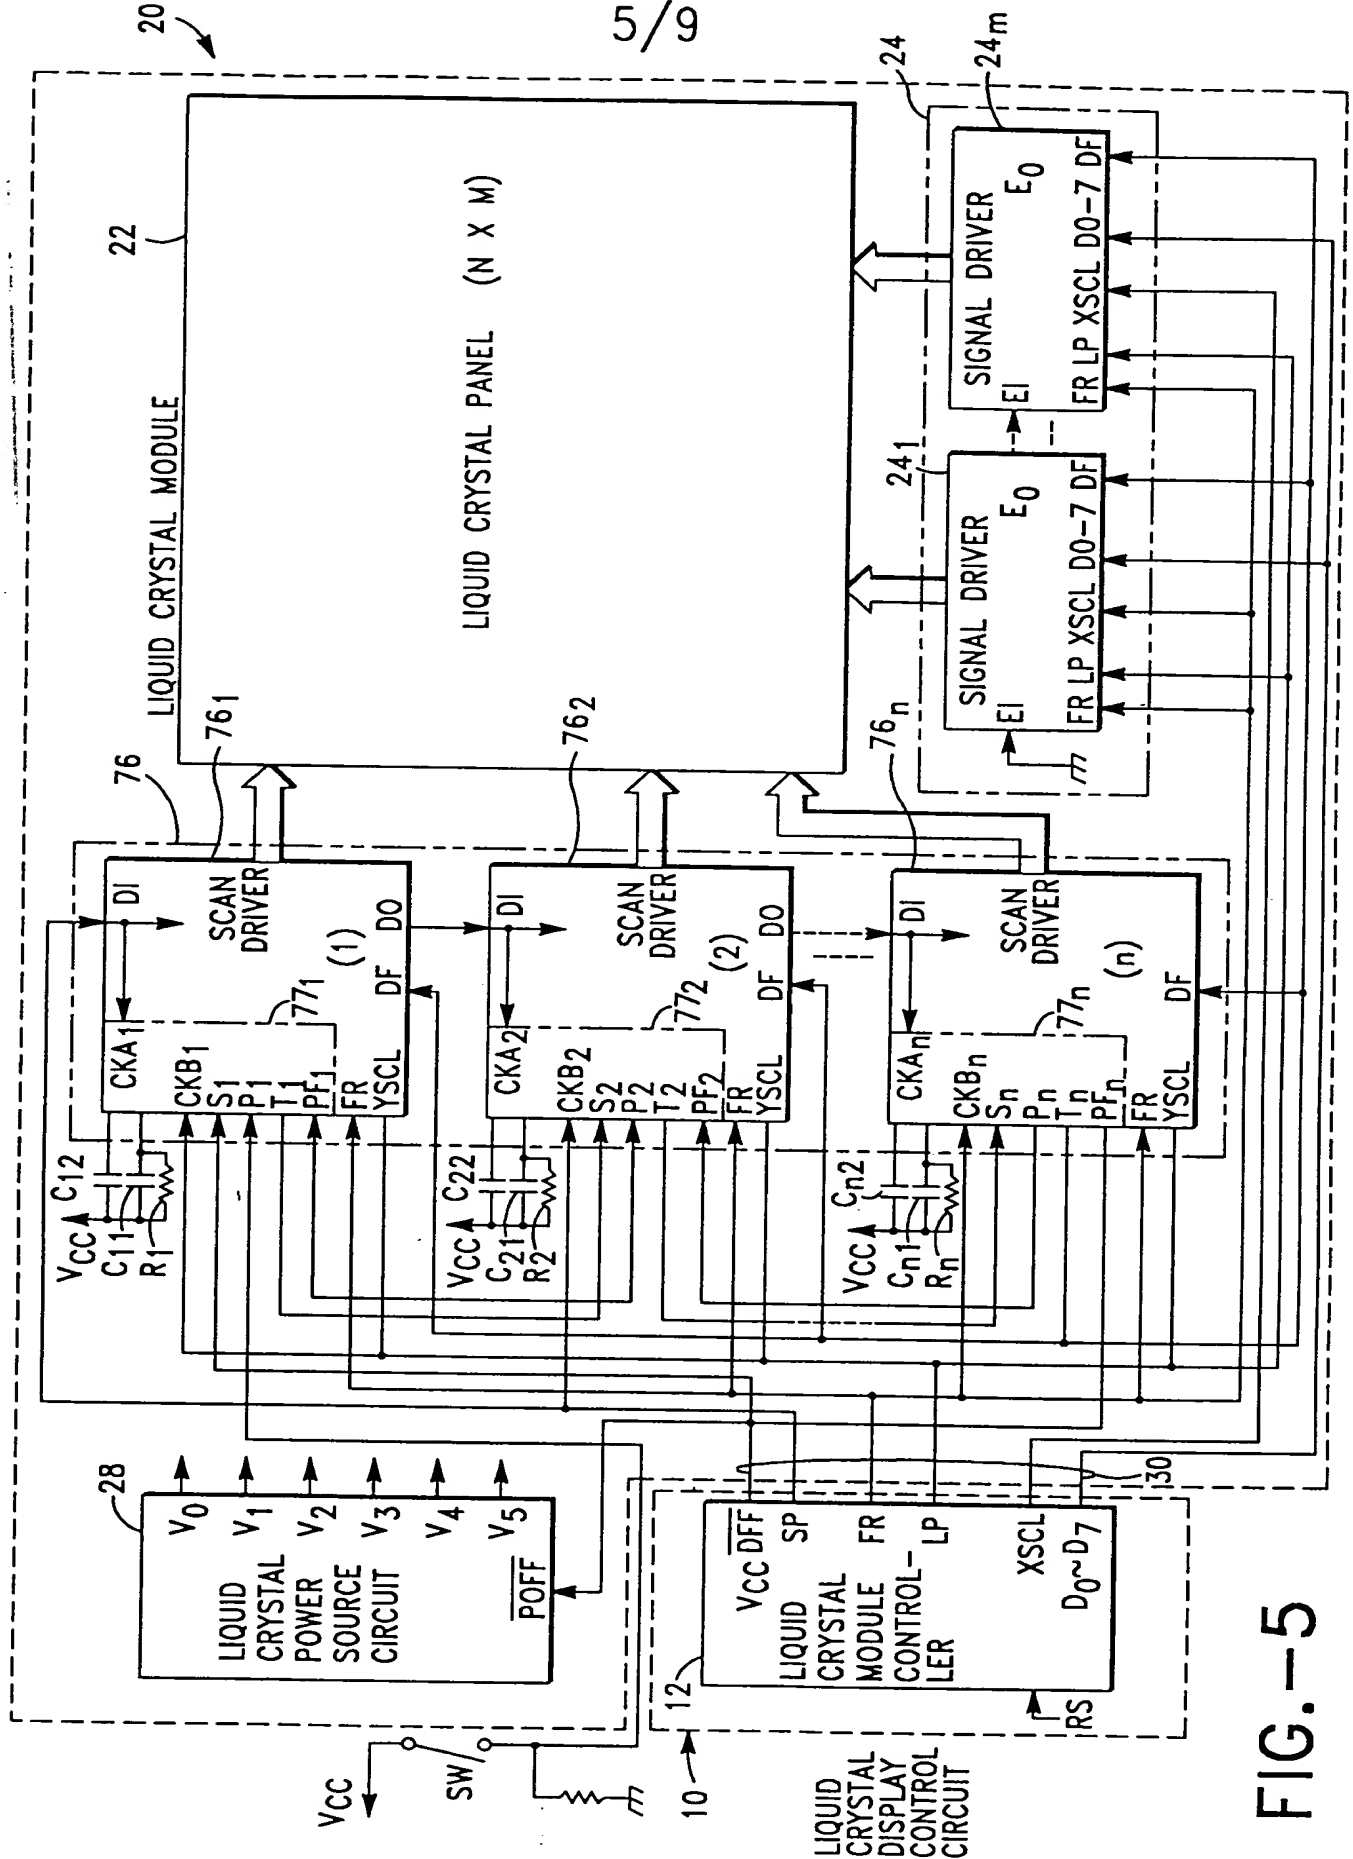 5/9
20
LIQUID CRYSTAL MODULE
22
LIQUID CRYSTAL PANEL (N X M)
28
LIQUID
CRYSTAL
POWER
SOURCE
CIRCUIT
V0
V1
V2
V3
V4
V5
POFF
VCC
SW
10
LIQUID
CRYSTAL
DISPLAY
CONTROL
CIRCUIT
12
VCC DFF
LIQUID
CRYSTAL
MODULE
CONTROL-
LER
SP
FR
LP
XSCL
D0~D7
RS
30
76
761
VCC
C12
C11
R1
CKA1
DI
SCAN
DRIVER
(1)
771
CKB1
S1
P1
T1
PF1
FR
YSCL
DF
DO
762
VCC
C22
C21
R2
CKA2
DI
SCAN
DRIVER
(2)
772
CKB2
S2
P2
T2
PF2
FR
YSCL
DF
DO
76n
VCC
Cn2
Cn1
Rn
CKAn
DI
SCAN
DRIVER
(n)
77n
CKBn
Sn
Pn
Tn
PFn
FR
YSCL
DF
24
241
SIGNAL DRIVER
EI
EO
FR LP XSCL DO-7 DF
24m
SIGNAL DRIVER
EI
EO
FR LP XSCL DO-7 DF
FIG.-5